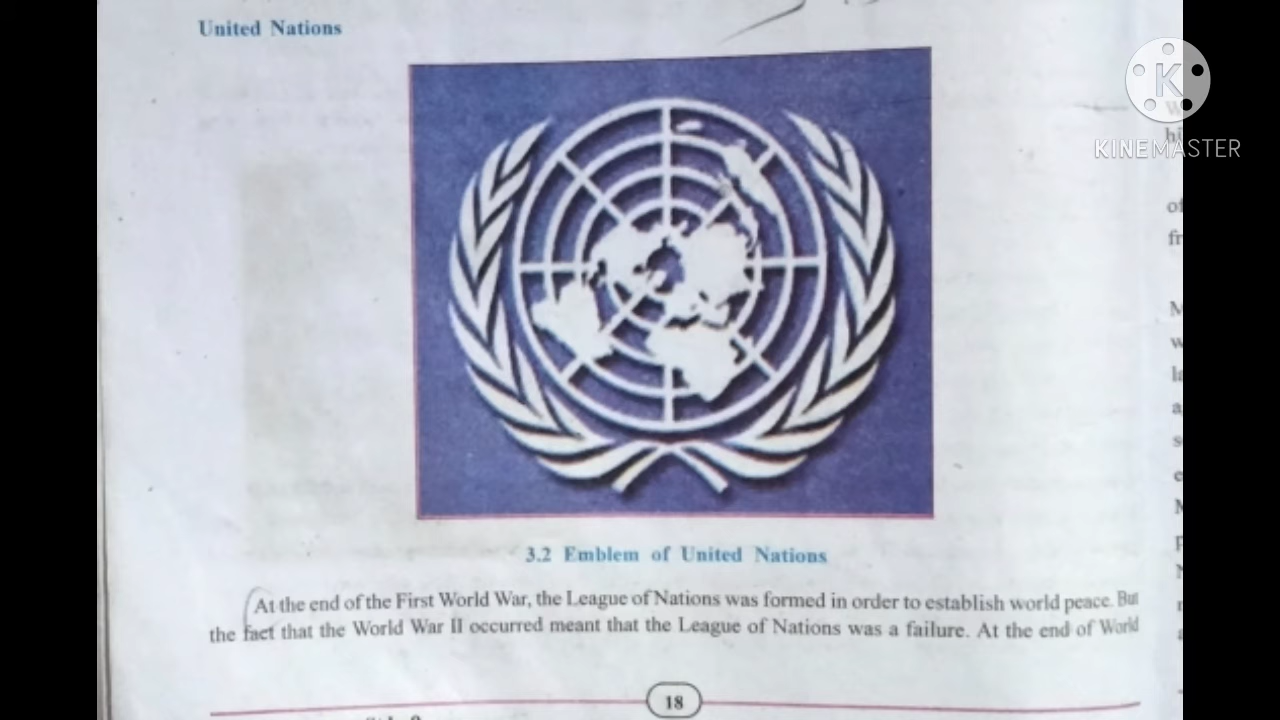 United Nations
K
KINEMASTER
3.2 Emblem of United Nations
At the end of the First World War, the League of Nations was formed in order to establish world peace. But
the fact that the World War II occurred meant that the League of Nations was a failure. At the end of World
18